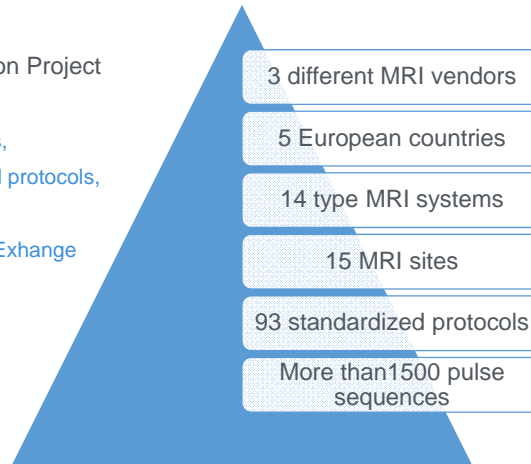 on Project
,
protocols,
Exhange
3 different MRI vendors
5 European countries
14 type MRI systems
15 MRI sites
93 standardized protocols
More than1500 pulse
sequences